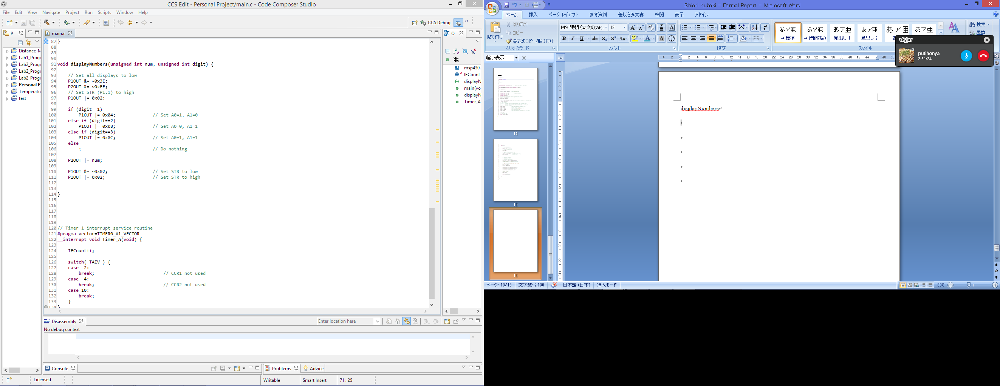 CCS Edit - Personal Project/main.c - Code Composer Studio
File Edit View Navigate Project Run Scripts Window Help
CCS Debug
P
main.c
O
Distance_M
Lab1_Progr
Lab2_Progr
Lab2_Progr
Lab2_Progr
Personal P
Temperatu
test
87 }
88
89
90
91 void displayNumbers(unsigned int num, unsigned int digit) {
92
93 // Set all displays to low
94 P1OUT &= ~0x3E;
95 P2OUT &= ~0xFF;
96 // Set STR (P1.1) to high
97 P1OUT |= 0x02;
98
99 if (digit==1)
100 P1OUT |= 0x04; // Set A0=1, A1=0
101 else if (digit==2)
102 P1OUT |= 0x08; // Set A0=0, A1=1
103 else if (digit==3)
104 P1OUT |= 0x0C; // Set A0=1, A1=1
105 else
106 ; // Do nothing
107
108 P2OUT |= num;
109
110 P1OUT &= ~0x02; // Set STR to low
111 P1OUT |= 0x02; // Set STR to high
112
113
114 }
115
116
117
118
119
120 // Timer 1 interrupt service routine
121 #pragma vector=TIMER0_A1_VECTOR
122 __interrupt void Timer_A(void) {
123
124 IFCount++;
125
126 switch( TAIV ) {
127 case 2:
128 break; // CCR1 not used
129 case 4:
130 break; // CCR2 not used
131 case 10:
132 break;
133 }
134 }
msp430.
IFCount
displayN
main(vo
displayN
Timer_A
Disassembly
Enter location here
No debug context
Console
Problems
Advice
Licensed
Writable
Smart Insert
71 : 25
Shiori Kuboki - Formal Report - Microsoft Word
ホーム 挿入 ページ レイアウト 参考資料 差し込み文書 校閲 表示 アドイン
貼り付け
切り取り
コピー
書式のコピー/貼り付け
クリップボード
MS 明朝 (本文のフォン 12
フォント
段落
あア亜 あア亜 あア亜 あア亜 あア亜 あア亜
標準 行間詰め 見出し 1 見出し 2
スタイル
検索
置換
skype
putihonya
2:31:24
縮小表示
14
15
16
displayNumbers
ページ: 13/13 文字数: 2,130 日本語 (日本) 挿入モード
80%